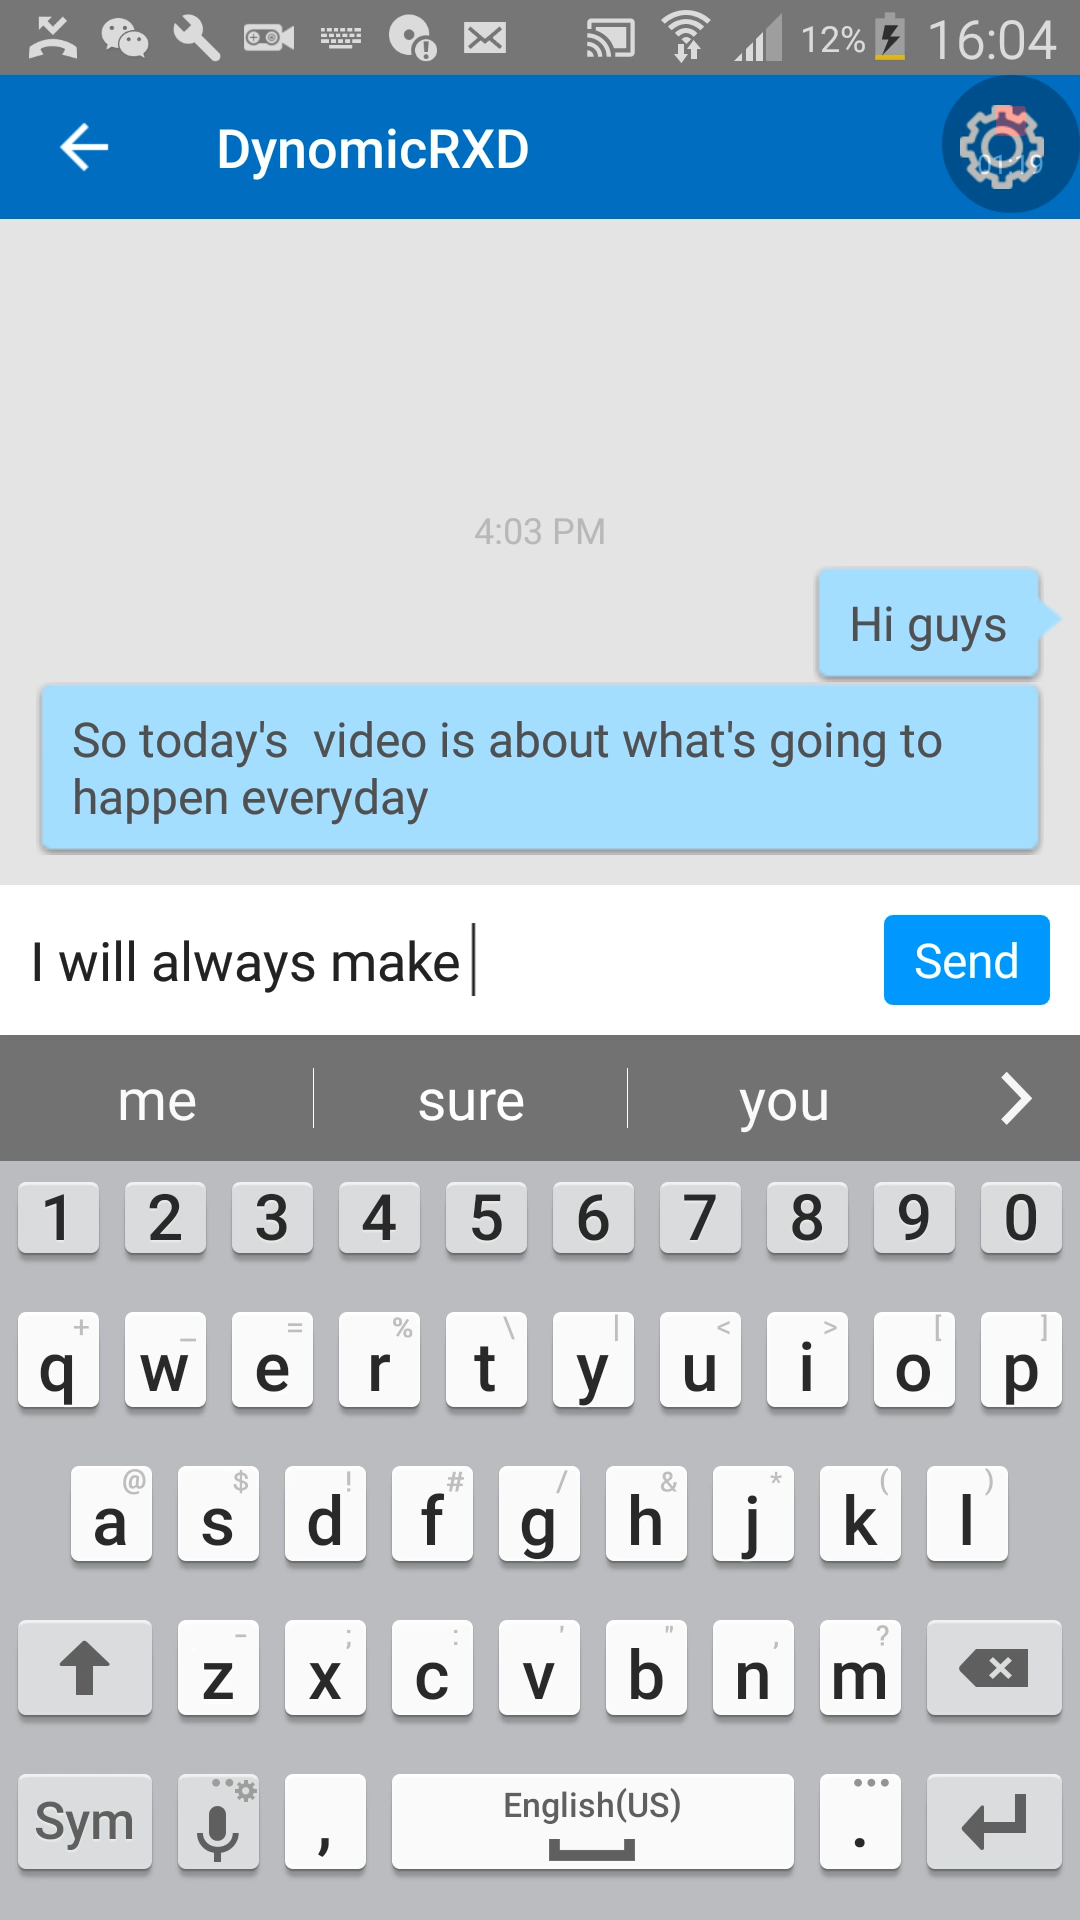 12% 16:04
DynomicRXD
01:19
4:03 PM
Hi guys
So today's  video is about what's going to
happen everyday
I will always make
Send
me sure you
1 2 3 4 5 6 7 8 9 0
+ _ = % \ | < > [ ]
q w e r t y u i o p
@ $ ! # / & * ( )
a s d f g h j k l
- ; : ' " , ?
z x c v b n m
Sym , English(US) .